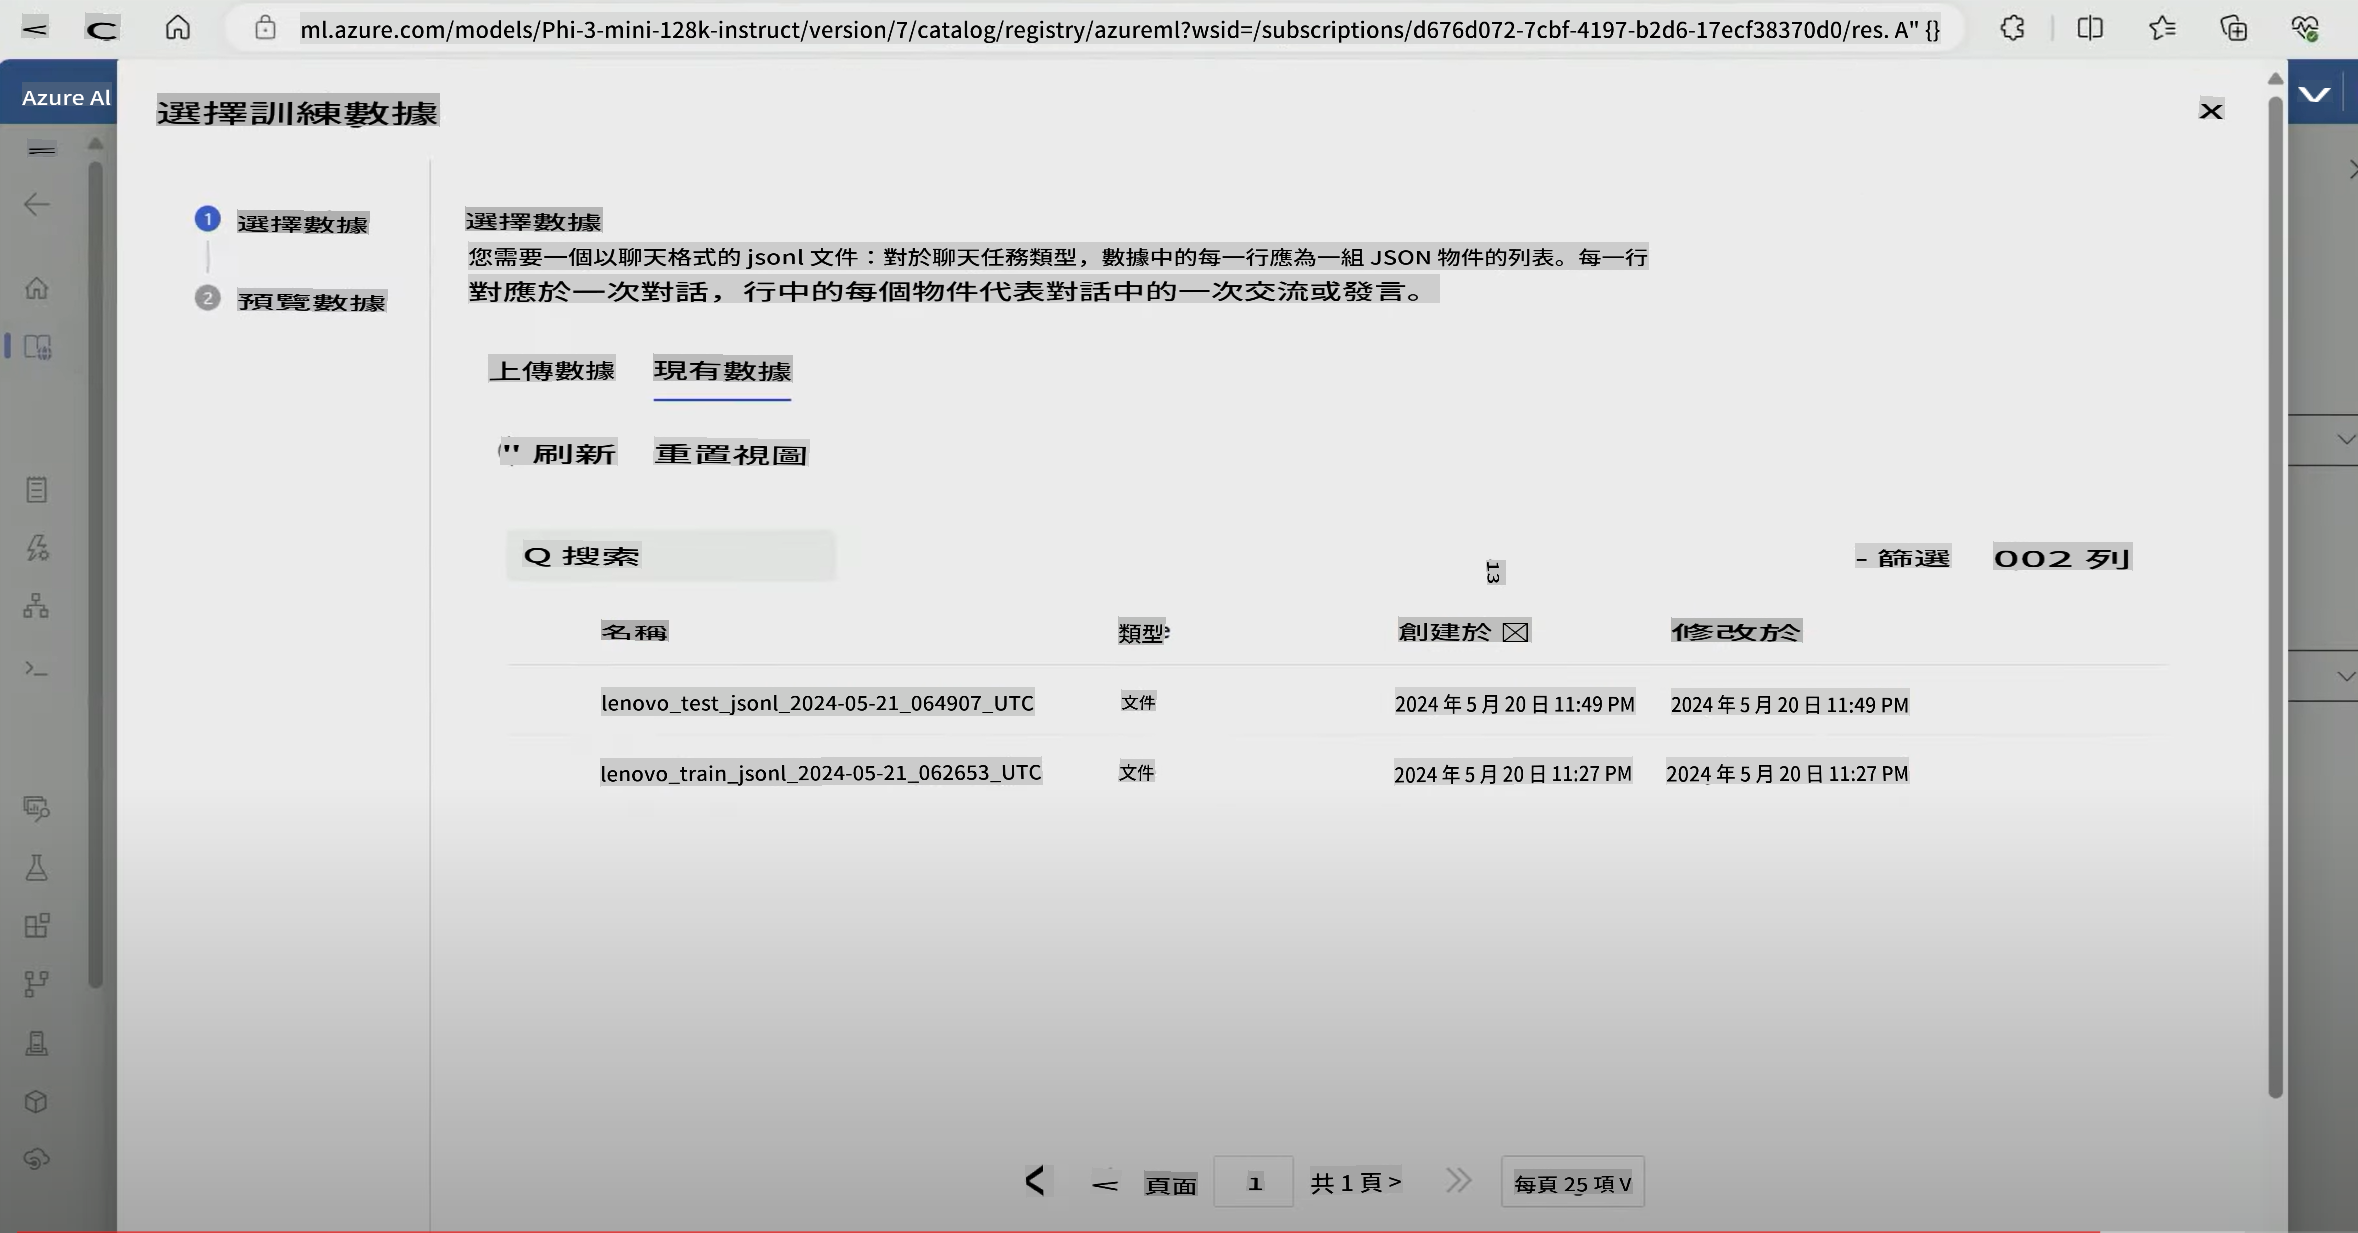 ml.azure.com/models/Phi-3-mini-128k-instruct/version/7/catalog/registry/azureml?wsid=/subscriptions/d676d072-7cbf-4197-b2d6-17ecf38370d0/res. A" {}
Azure AI
選擇訓練數據
X
1 選擇數據
2 預覽數據
選擇數據
您需要一個以聊天格式的 jsonl 文件：對於聊天任務類型，數據中的每一行應為一組 JSON 物件的列表。每一行
對應於一次對話，行中的每個物件代表對話中的一次交流或發言。
上傳數據 現有數據
" 刷新 重置視圖
Q 搜索
13
- 篩選 002 列
名稱 類型 創建於 修改於
lenovo_test_jsonl_2024-05-21_064907_UTC 文件 2024 年 5 月 20 日 11:49 PM 2024 年 5 月 20 日 11:49 PM
lenovo_train_jsonl_2024-05-21_062653_UTC 文件 2024 年 5 月 20 日 11:27 PM 2024 年 5 月 20 日 11:27 PM
< < 頁面 1 共 1 頁 > 每頁 25 項 V